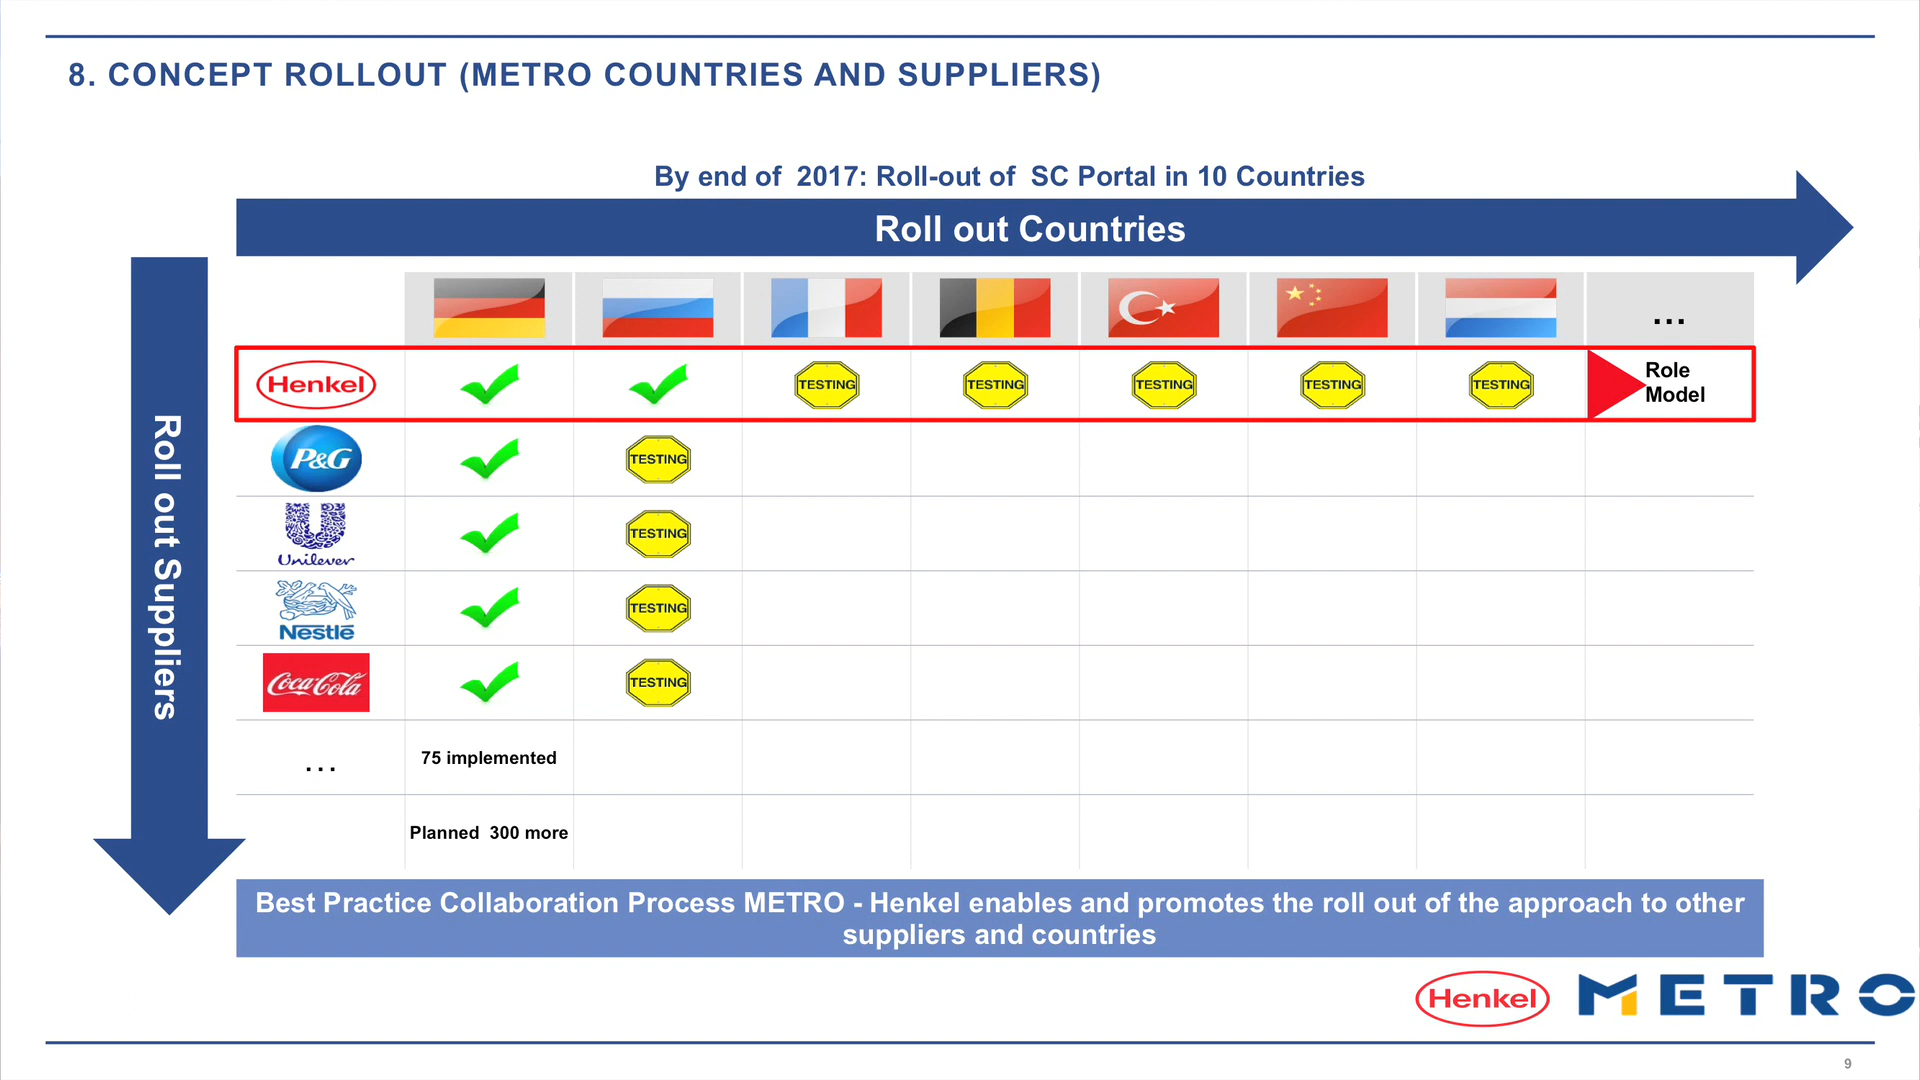 8. CONCEPT ROLLOUT (METRO COUNTRIES AND SUPPLIERS)
By end of  2017: Roll-out of  SC Portal in 10 Countries
Roll out Countries
Roll out Suppliers
...
Henkel
TESTING
TESTING
TESTING
TESTING
TESTING
Role
Model
P&G
TESTING
Unilever
TESTING
Nestlé
TESTING
Coca-Cola
TESTING
...
75 implemented
Planned  300 more
Best Practice Collaboration Process METRO - Henkel enables and promotes the roll out of the approach to other
suppliers and countries
Henkel
METRO
9